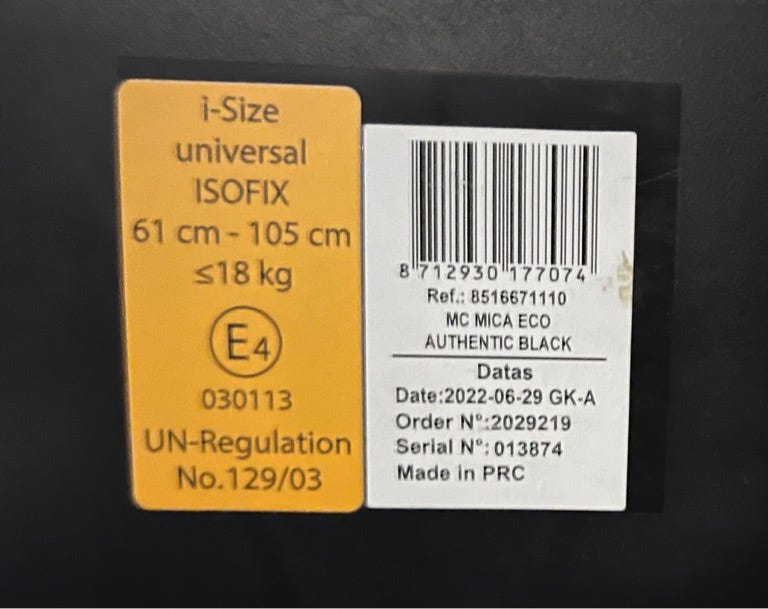 i-Size
universal
ISOFIX
61 cm - 105 cm
≤18 kg
E4
030113
UN-Regulation
No.129/03
8 712930 177074
Ref.: 8516671110
MC MICA ECO
AUTHENTIC BLACK
Datas
Date:2022-06-29 GK-A
Order N°:2029219
Serial N°: 013874
Made in PRC